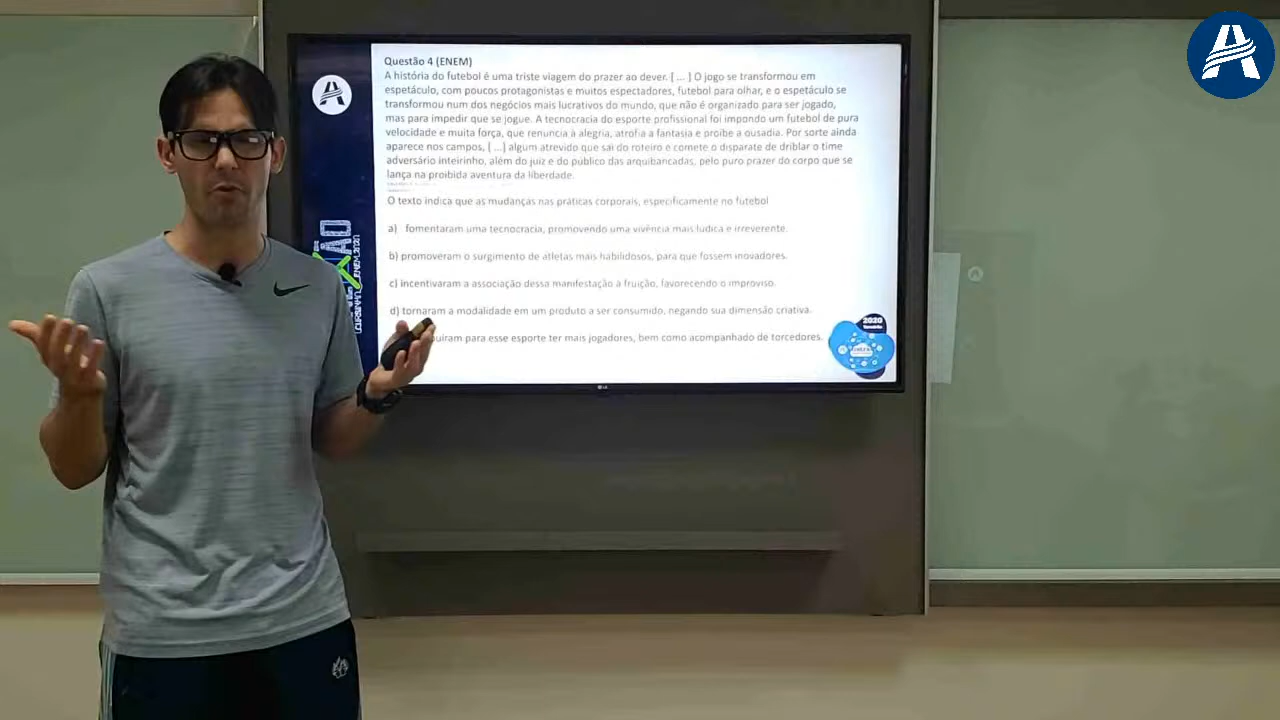 Questão 4 (ENEM)
A história do futebol é uma triste viagem do prazer ao dever. [ ... ] O jogo se transformou em
espetáculo, com poucos protagonistas e muitos espectadores, futebol para olhar, e o espetáculo se
transformou num dos negócios mais lucrativos do mundo, que não é organizado para ser jogado,
mas para impedir que se jogue. A tecnocracia do esporte profissional foi impondo um futebol de pura
velocidade e muita força, que renuncia à alegria, atrofia a fantasia e proíbe a ousadia. Por sorte ainda
aparece nos campos, [ ... ] algum atrevido que sai do roteiro e comete o disparate de driblar o time
adversário inteirinho, além do juiz e do público das arquibancadas, pelo puro prazer do corpo que se
lança na proibida aventura da liberdade.
O texto indica que as mudanças nas práticas corporais, especificamente no futebol
a) fomentaram uma tecnocracia, promovendo uma vivência mais lúdica e irreverente.
b) promoveram o surgimento de atletas mais habilidosos, para que fossem inovadores.
c) incentivaram a associação dessa manifestação à fruição, favorecendo o improviso.
d) tornaram a modalidade em um produto a ser consumido, negando sua dimensão criativa.
uíram para esse esporte ter mais jogadores, bem como acompanhado de torcedores.
2020
LG